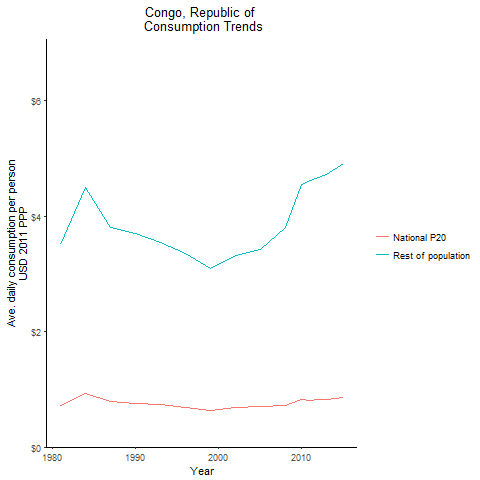 Congo, Republic of
Consumption Trends
Ave. daily consumption per person
USD 2011 PPP
$6
$4
$2
$0
1980
1990
2000
2010
Year
National P20
Rest of population